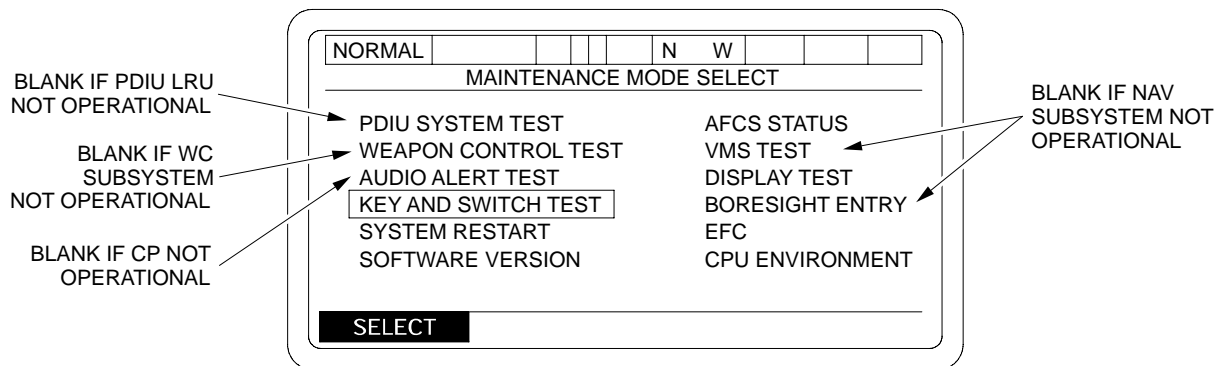 NORMAL N W
MAINTENANCE MODE SELECT
BLANK IF PDIU LRU
NOT OPERATIONAL
BLANK IF WC
SUBSYSTEM
NOT OPERATIONAL
BLANK IF CP NOT
OPERATIONAL
PDIU SYSTEM TEST
WEAPON CONTROL TEST
AUDIO ALERT TEST
KEY AND SWITCH TEST
SYSTEM RESTART
SOFTWARE VERSION
AFCS STATUS
VMS TEST
DISPLAY TEST
BORESIGHT ENTRY
EFC
CPU ENVIRONMENT
BLANK IF NAV
SUBSYSTEM NOT
OPERATIONAL
SELECT